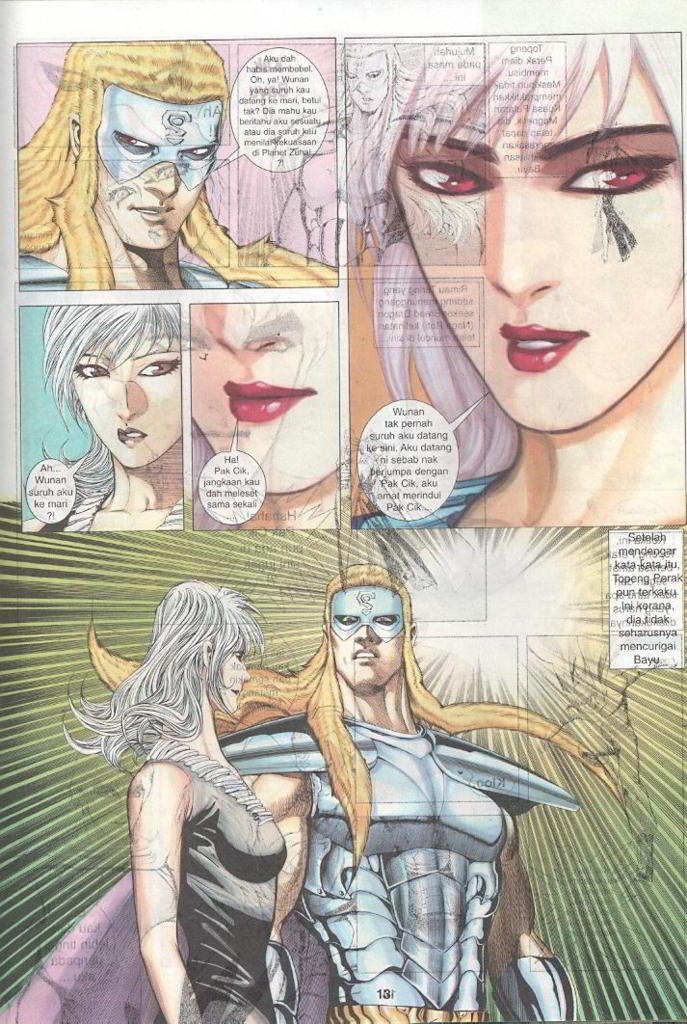 Aku dah
habis membebel.
Oh, ya! Wunan
yang suruh kau
datang ke mari, betul
tak? Dia mahu kau
beritahu aku sesuatu
atau dia suruh kau
menilai kekuasaan
di Planet Zuhal
?!
Ah...
Wunan
suruh aku
ke mari
?!
Ha!
Pak Cik,
jangkaan kau
dah meleset
sama sekali
Wunan
tak pernah
suruh aku datang
ke sini. Aku datang
ni sebab nak
berjumpa dengan
Pak Cik, aku
amat merindui
Pak Cik...
Setelah
mendengar
kata-kata itu,
Topeng Perak
pun terkaku.
Ini kerana,
dia tidak
seharusnya
mencurigai
Bayu.
13